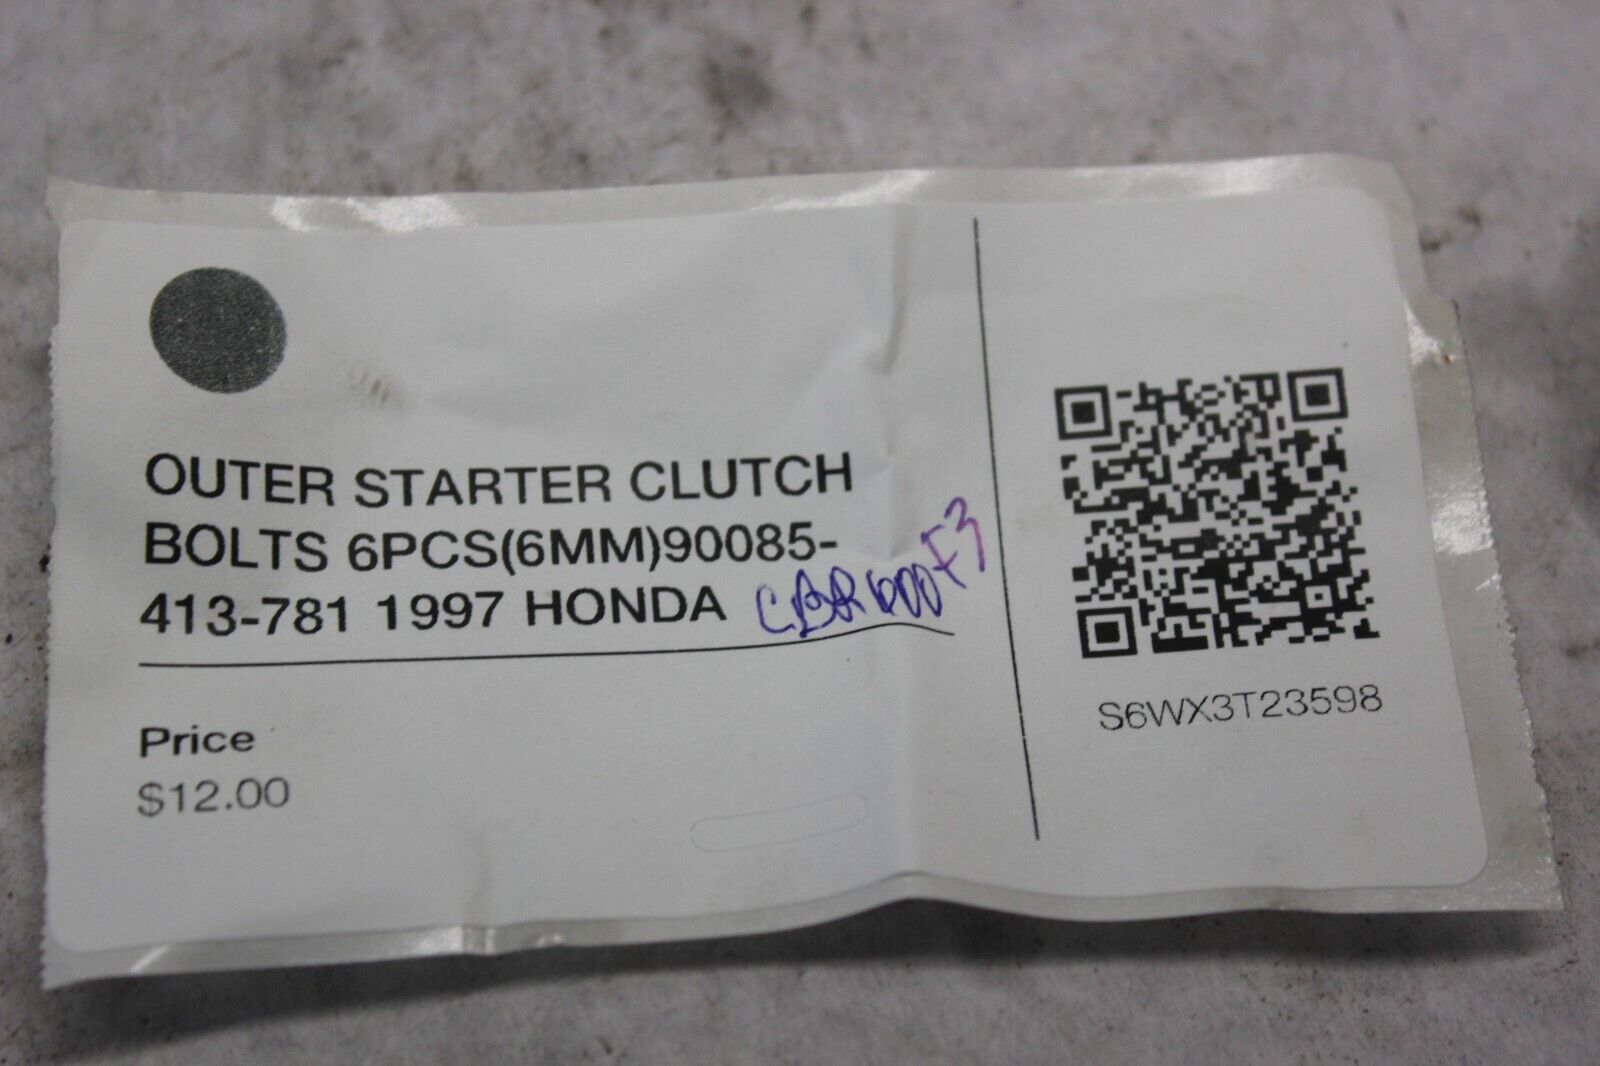 OUTER STARTER CLUTCH
BOLTS 6PCS(6MM)90085-
413-781 1997 HONDA CBR600F3
Price
$12.00
S6WX3T23598